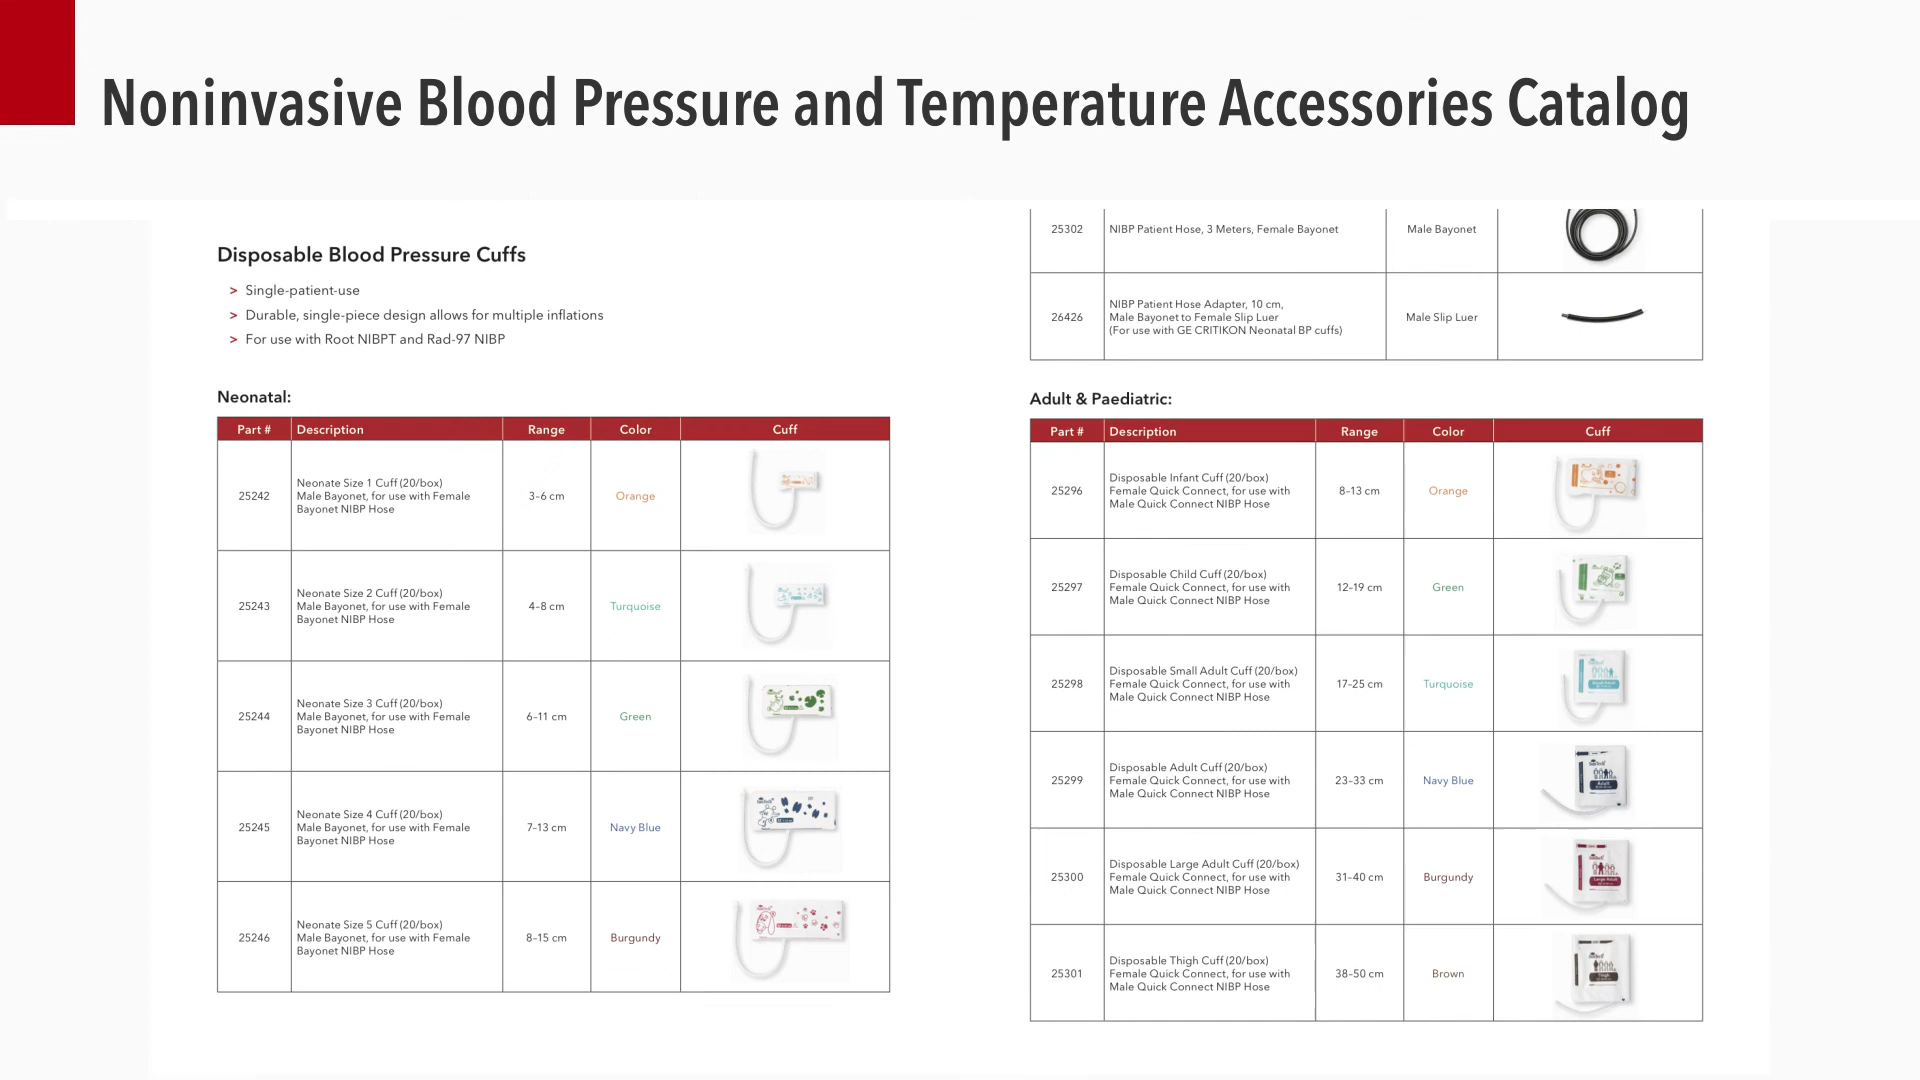 Noninvasive Blood Pressure and Temperature Accessories Catalog
Disposable Blood Pressure Cuffs
> Single-patient-use
> Durable, single-piece design allows for multiple inflations
> For use with Root NIBPT and Rad-97 NIBP
Neonatal:
Part # Description Range Color Cuff
25242
Neonate Size 1 Cuff (20/box)
Male Bayonet, for use with Female
Bayonet NIBP Hose
3–6 cm
Orange
25243
Neonate Size 2 Cuff (20/box)
Male Bayonet, for use with Female
Bayonet NIBP Hose
4–8 cm
Turquoise
25244
Neonate Size 3 Cuff (20/box)
Male Bayonet, for use with Female
Bayonet NIBP Hose
6–11 cm
Green
25245
Neonate Size 4 Cuff (20/box)
Male Bayonet, for use with Female
Bayonet NIBP Hose
7–13 cm
Navy Blue
25246
Neonate Size 5 Cuff (20/box)
Male Bayonet, for use with Female
Bayonet NIBP Hose
8–15 cm
Burgundy
25302
NIBP Patient Hose, 3 Meters, Female Bayonet
Male Bayonet
26426
NIBP Patient Hose Adapter, 10 cm,
Male Bayonet to Female Slip Luer
(For use with GE CRITIKON Neonatal BP cuffs)
Male Slip Luer
Adult & Paediatric:
Part # Description Range Color Cuff
25296
Disposable Infant Cuff (20/box)
Female Quick Connect, for use with
Male Quick Connect NIBP Hose
8–13 cm
Orange
25297
Disposable Child Cuff (20/box)
Female Quick Connect, for use with
Male Quick Connect NIBP Hose
12–19 cm
Green
25298
Disposable Small Adult Cuff (20/box)
Female Quick Connect, for use with
Male Quick Connect NIBP Hose
17–25 cm
Turquoise
25299
Disposable Adult Cuff (20/box)
Female Quick Connect, for use with
Male Quick Connect NIBP Hose
23–33 cm
Navy Blue
Adult
25300
Disposable Large Adult Cuff (20/box)
Female Quick Connect, for use with
Male Quick Connect NIBP Hose
31–40 cm
Burgundy
Large Adult
25301
Disposable Thigh Cuff (20/box)
Female Quick Connect, for use with
Male Quick Connect NIBP Hose
38–50 cm
Brown
Thigh